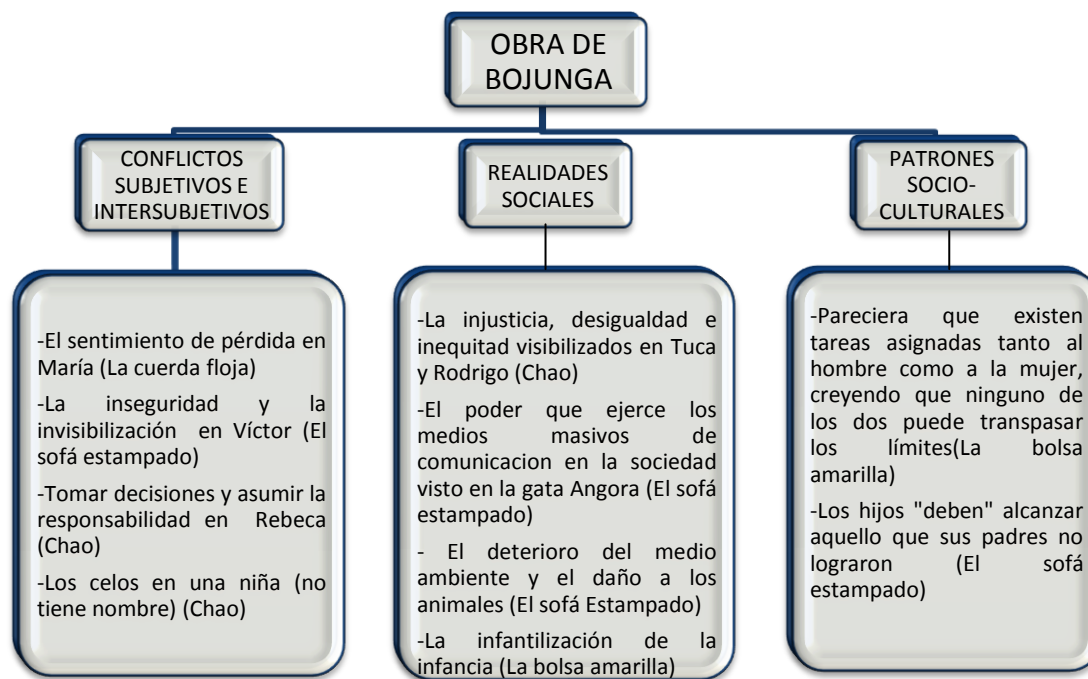 OBRA DE
BOJUNGA
CONFLICTOS
SUBJETIVOS E
INTERSUBJETIVOS
REALIDADES
SOCIALES
PATRONES
SOCIO-
CULTURALES
-El sentimiento de pérdida en
María (La cuerda floja)
-La inseguridad y la
invisibilización en Víctor (El
sofá estampado)
-Tomar decisiones y asumir la
responsabilidad en Rebeca
(Chao)
-Los celos en una niña (no
tiene nombre) (Chao)
-La injusticia, desigualdad e
inequitad visibilizados en Tuca
y Rodrigo (Chao)
-El poder que ejerce los
medios masivos de
comunicacion en la sociedad
visto en la gata Angora (El sofá
estampado)
- El deterioro del medio
ambiente y el daño a los
animales (El sofá Estampado)
-La infantilización de la
infancia (La bolsa amarilla)
-Pareciera que existen
tareas asignadas tanto al
hombre como a la mujer,
creyendo que ninguno de
los dos puede transpasar
los límites(La bolsa
amarilla)
-Los hijos "deben" alcanzar
aquello que sus padres no
lograron (El sofá
estampado)